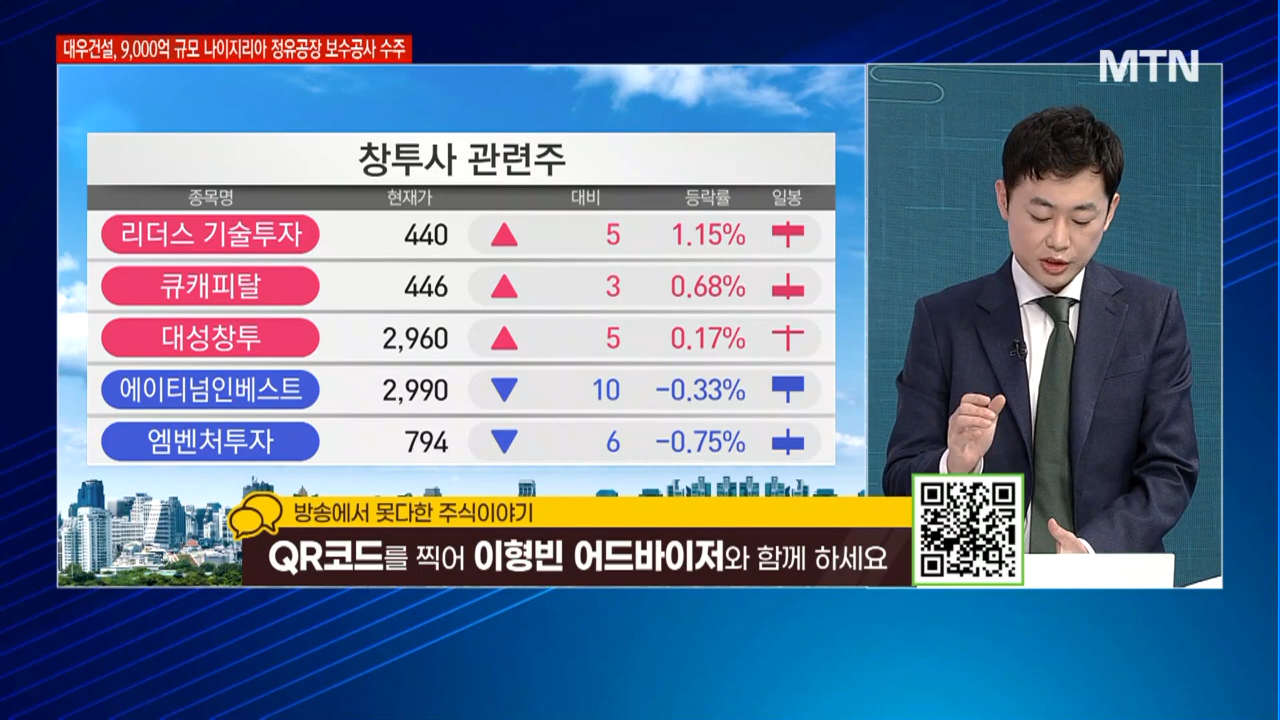 대우건설, 9,000억 규모 나이지리아 정유공장 보수공사 수주
MTN
창투사 관련주
종목명 현재가 대비 등락률 일봉
리더스 기술투자 440 ▲ 5 1.15%
큐캐피탈 446 ▲ 3 0.68%
대성창투 2,960 ▲ 5 0.17%
에이티넘인베스트 2,990 ▼ 10 -0.33%
엠벤처투자 794 ▼ 6 -0.75%
방송에서 못다한 주식이야기
QR코드를 찍어 이형빈 어드바이저와 함께 하세요